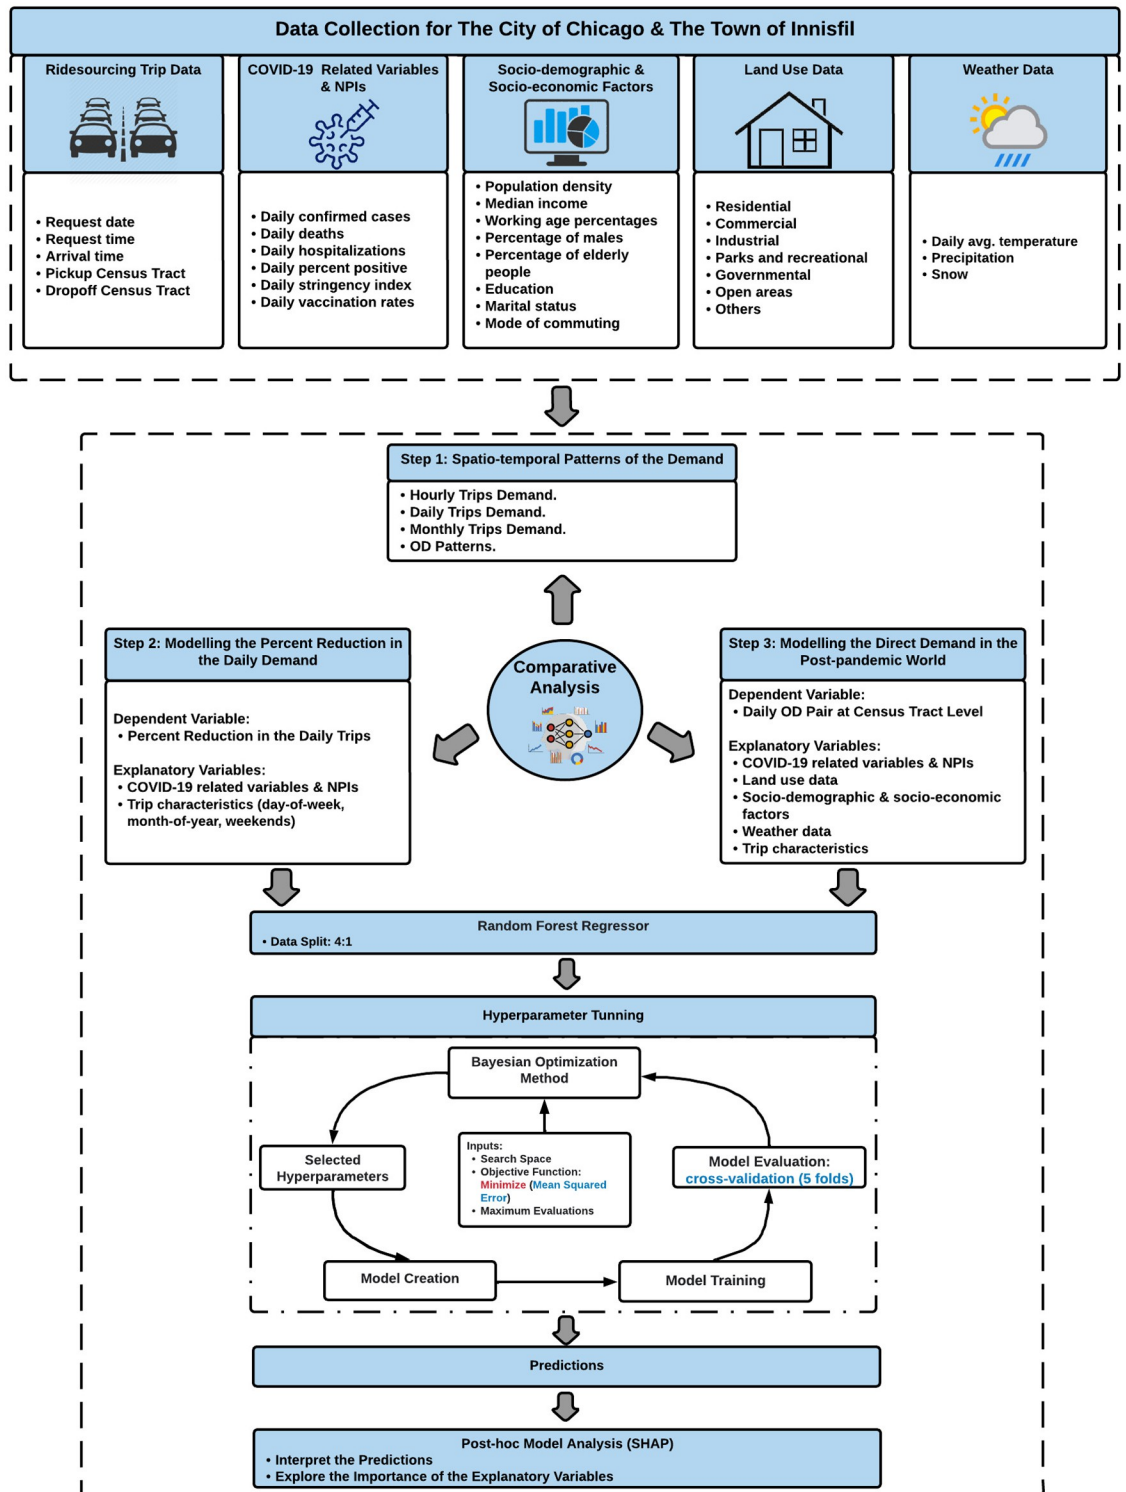 Data Collection for The City of Chicago & The Town of Innisfil
Ridesourcing Trip Data
• Request date
• Request time
• Arrival time
• Pickup Census Tract
• Dropoff Census Tract
COVID-19 Related Variables
& NPIs
• Daily confirmed cases
• Daily deaths
• Daily hospitalizations
• Daily percent positive
• Daily stringency index
• Daily vaccination rates
Socio-demographic &
Socio-economic Factors
• Population density
• Median income
• Working age percentages
• Percentage of males
• Percentage of elderly
people
• Education
• Marital status
• Mode of commuting
Land Use Data
• Residential
• Commercial
• Industrial
• Parks and recreational
• Governmental
• Open areas
• Others
Weather Data
• Daily avg. temperature
• Precipitation
• Snow
Step 1: Spatio-temporal Patterns of the Demand
• Hourly Trips Demand.
• Daily Trips Demand.
• Monthly Trips Demand.
• OD Patterns.
Comparative
Analysis
Step 2: Modelling the Percent Reduction in
the Daily Demand
Dependent Variable:
• Percent Reduction in the Daily Trips
Explanatory Variables:
• COVID-19 related variables & NPIs
• Trip characteristics (day-of-week,
month-of-year, weekends)
Step 3: Modelling the Direct Demand in the
Post-pandemic World
Dependent Variable:
• Daily OD Pair at Census Tract Level
Explanatory Variables:
• COVID-19 related variables & NPIs
• Land use data
• Socio-demographic & socio-economic
factors
• Weather data
• Trip characteristics
Random Forest Regressor
• Data Split: 4:1
Hyperparameter Tunning
Bayesian Optimization
Method
Inputs:
• Search Space
• Objective Function:
Minimize (Mean Squared
Error)
• Maximum Evaluations
Selected
Hyperparameters
Model Evaluation:
cross-validation (5 folds)
Model Creation
Model Training
Predictions
Post-hoc Model Analysis (SHAP)
• Interpret the Predictions
• Explore the Importance of the Explanatory Variables